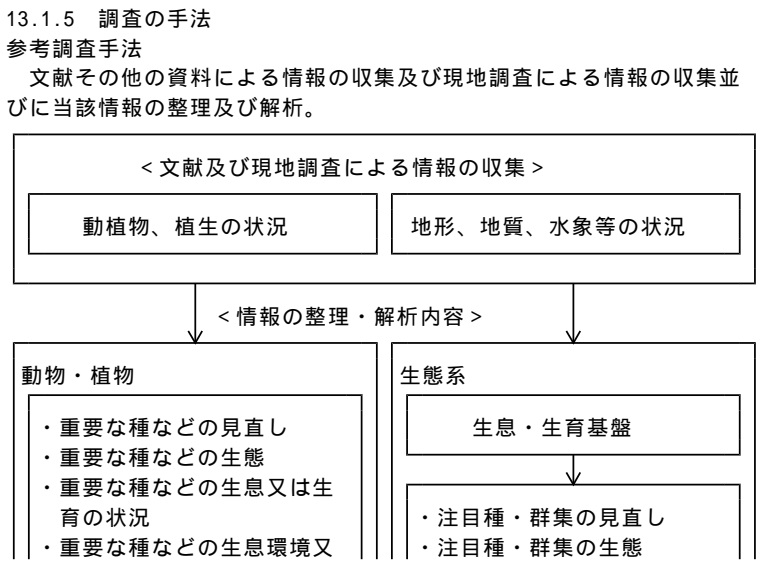 13.1.5　調査の手法
参考調査手法
　文献その他の資料による情報の収集及び現地調査による情報の収集並
びに当該情報の整理及び解析。
<文献及び現地調査による情報の収集>
動植物、植生の状況
地形、地質、水象等の状況
<情報の整理・解析内容>
動物・植物
・重要な種などの見直し
・重要な種などの生態
・重要な種などの生息又は生
育の状況
・重要な種などの生息環境又
生態系
生息・生育基盤
・注目種・群集の見直し
・注目種・群集の生態